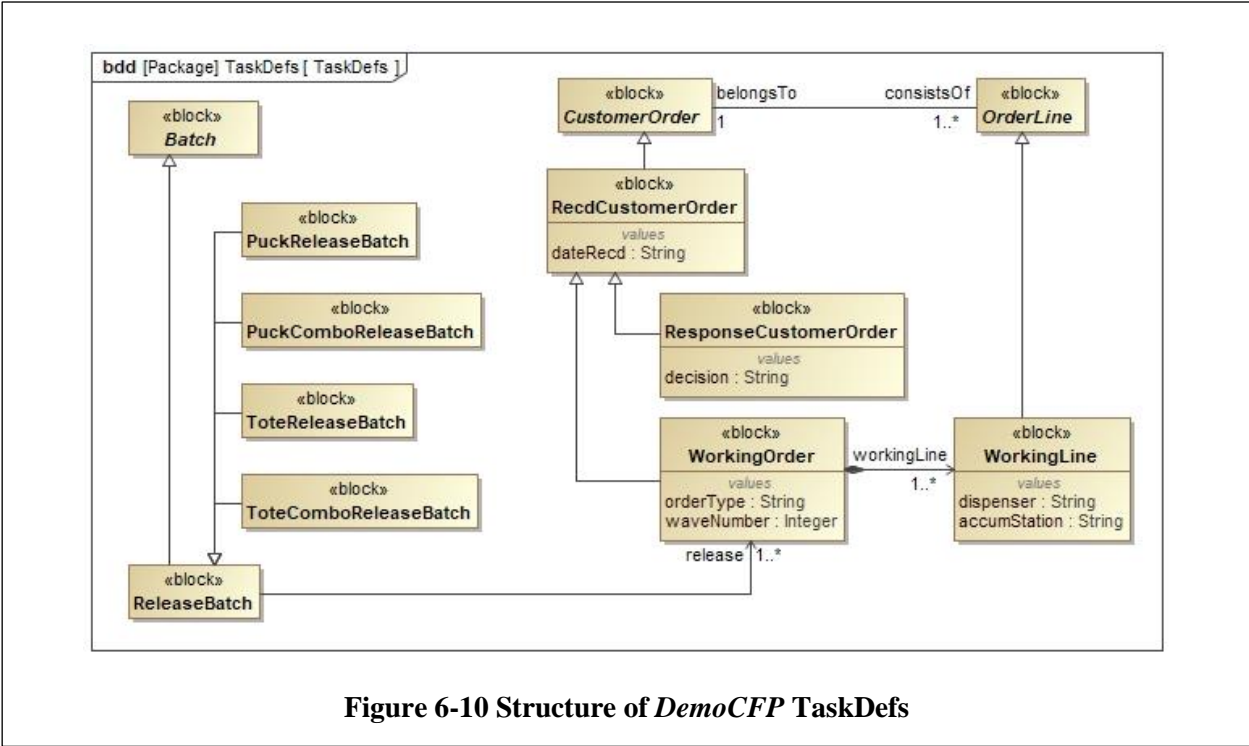 bdd [Package] TaskDefs [ TaskDefs ]
«block»
Batch
«block»
PuckReleaseBatch
«block»
PuckComboReleaseBatch
«block»
ToteReleaseBatch
«block»
ToteComboReleaseBatch
«block»
ReleaseBatch
«block»
CustomerOrder
belongsTo
1
consistsOf
1..*
«block»
OrderLine
«block»
RecdCustomerOrder
values
dateRecd : String
«block»
ResponseCustomerOrder
values
decision : String
«block»
WorkingOrder
values
orderType : String
waveNumber : Integer
workingLine
1..*
«block»
WorkingLine
values
dispenser : String
accumStation : String
release
1..*
Figure 6-10 Structure of DemoCFP TaskDefs